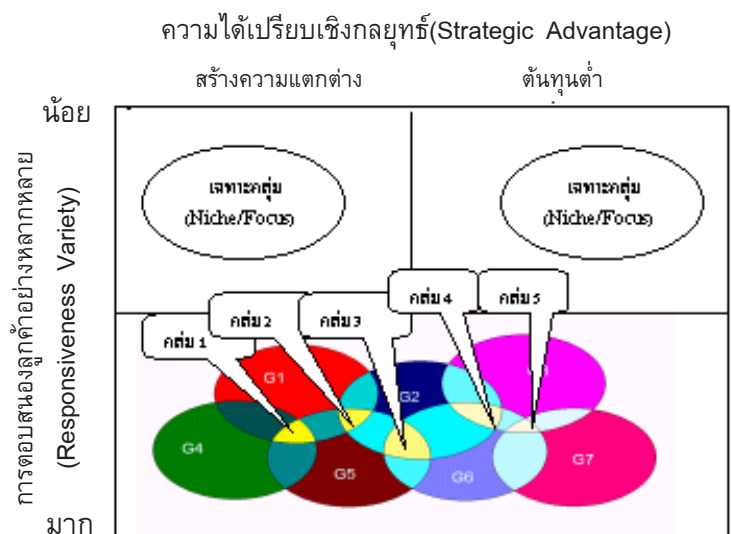 ความได้เปรียบเชิงกลยุทธ์(Strategic Advantage)
สร้างความแตกต่าง
ต้นทุนต่ำ
น้อย
การตอบสนองลูกค้าอย่างหลากหลาย
(Responsiveness Variety)
มาก
เฉพาะกลุ่ม
(Niche/Focus)
เฉพาะกลุ่ม
(Niche/Focus)
กลุ่ม 1
กลุ่ม 2
กลุ่ม 3
กลุ่ม 4
กลุ่ม 5
G1
G2
G4
G5
G6
G7